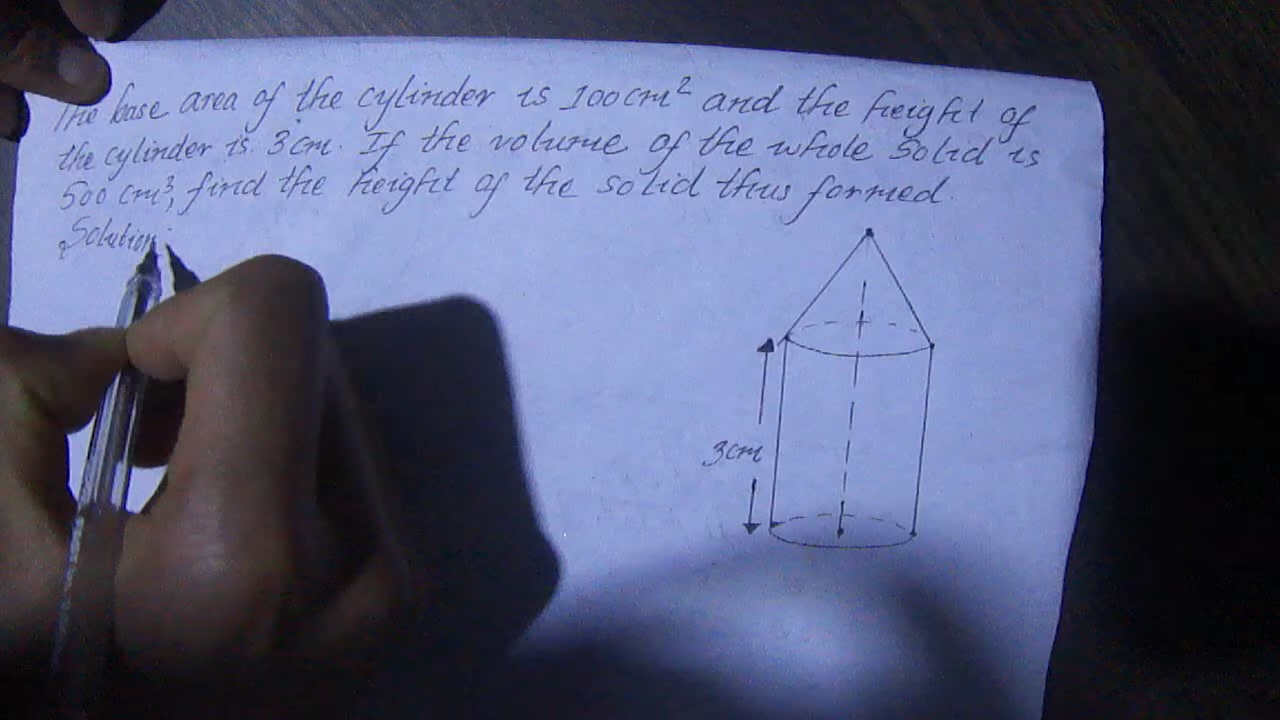 The base area of the cylinder is 100cm² and the height of
the cylinder is 3cm. If the volume of the whole solid is
500 cm³, find the height of the solid thus formed.
Solution:
3cm